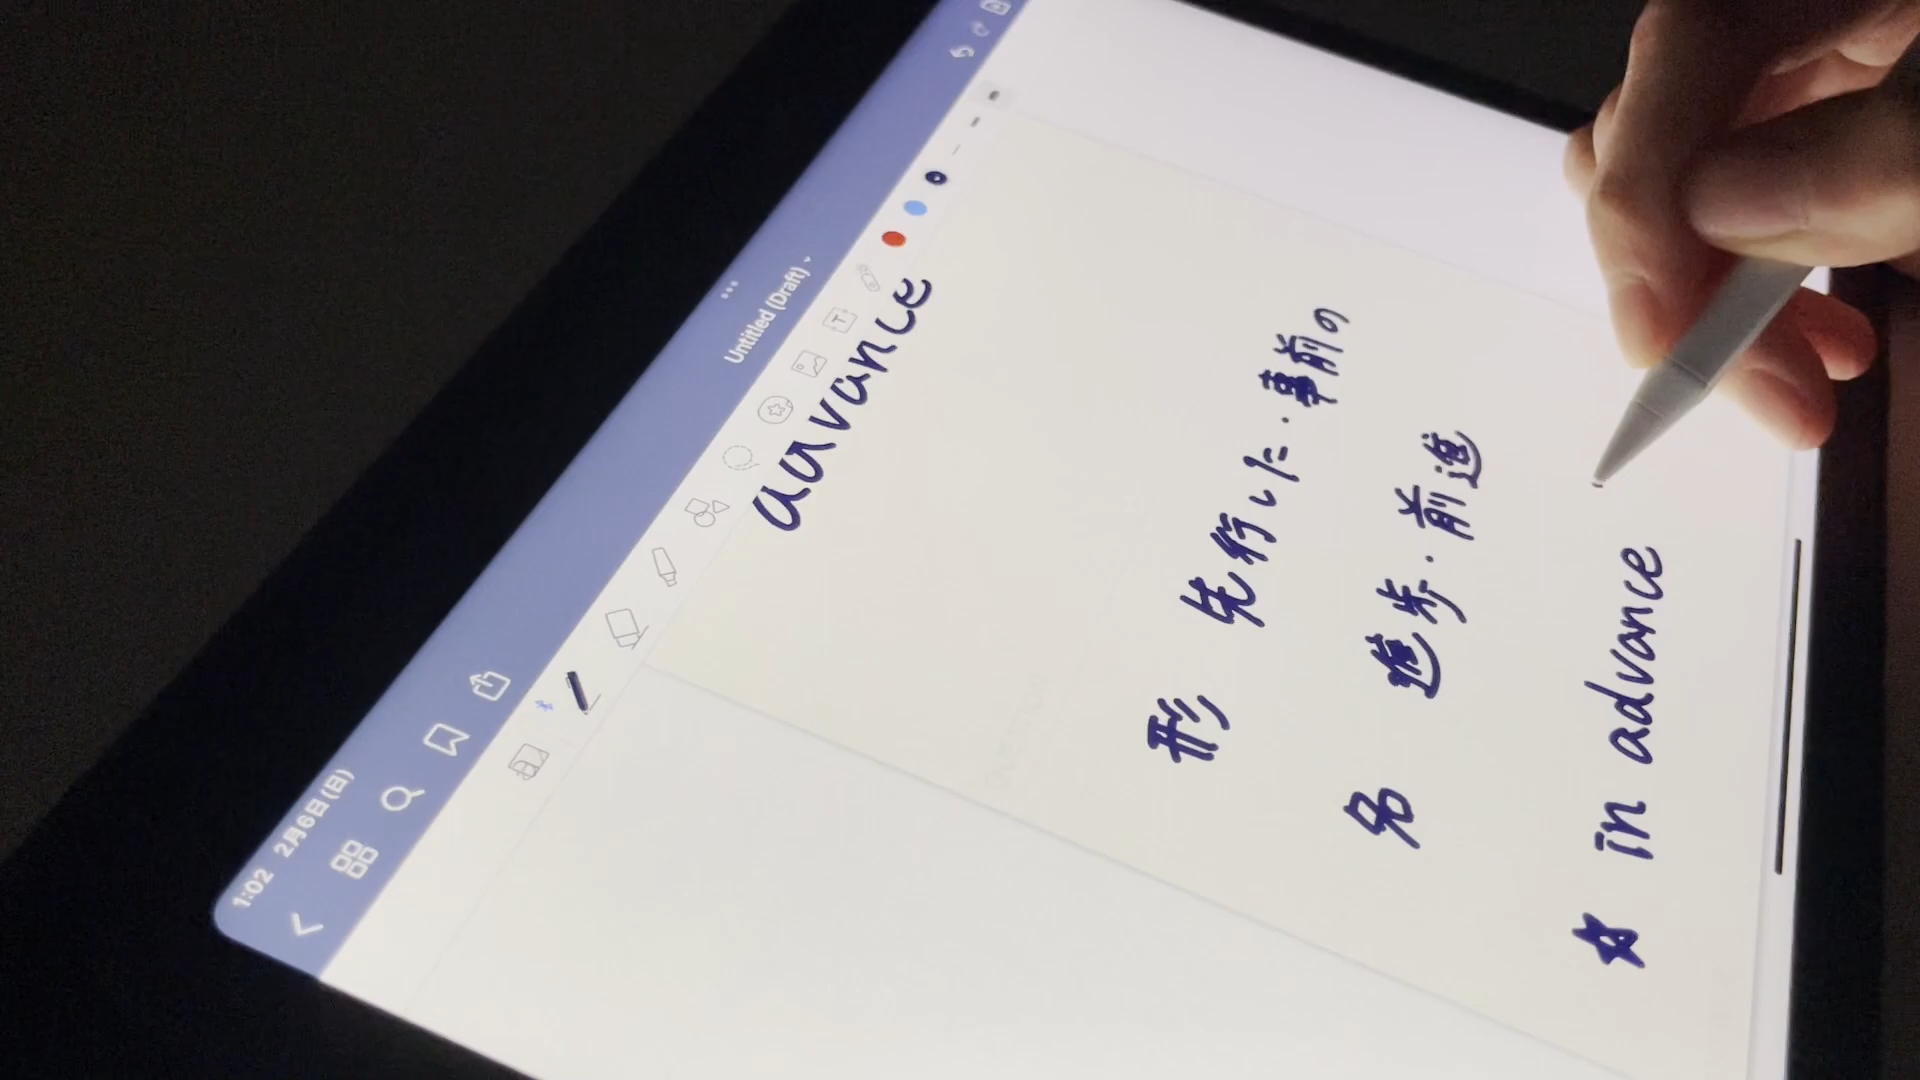 1:02 2月6日(日)
Untitled (Draft)
advance
形 先行した・事前の
名 進歩・前進
☆ in advance